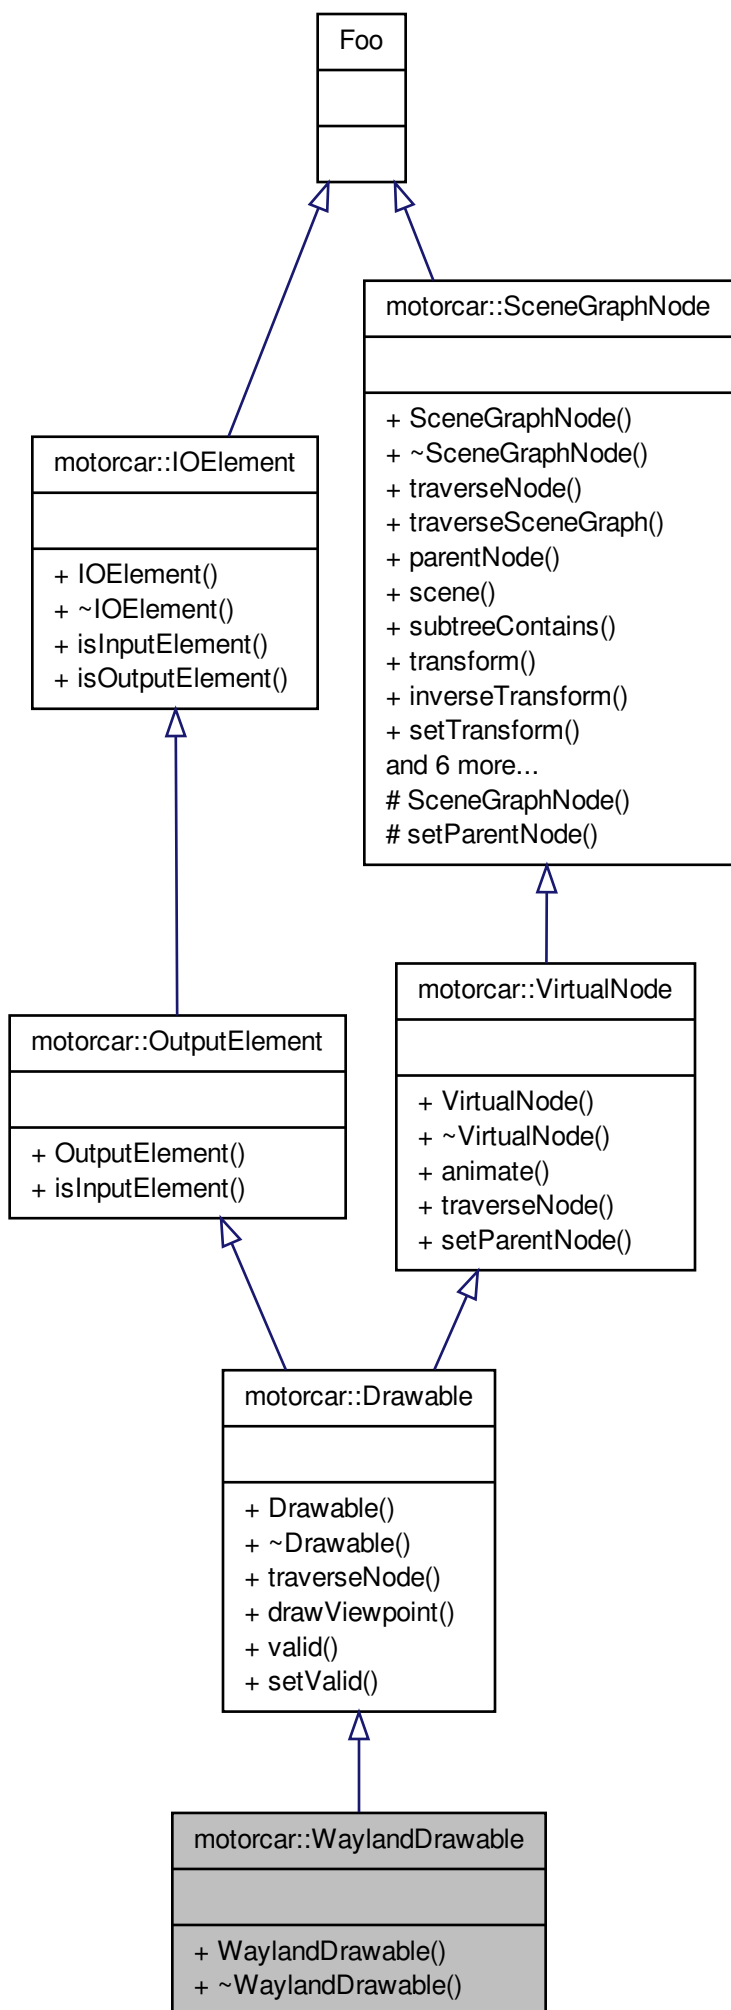 Foo
motorcar::SceneGraphNode
+ SceneGraphNode()
+ ~SceneGraphNode()
+ traverseNode()
+ traverseSceneGraph()
+ parentNode()
+ scene()
+ subtreeContains()
+ transform()
+ inverseTransform()
+ setTransform()
and 6 more...
# SceneGraphNode()
# setParentNode()
motorcar::IOElement
+ IOElement()
+ ~IOElement()
+ isInputElement()
+ isOutputElement()
motorcar::VirtualNode
+ VirtualNode()
+ ~VirtualNode()
+ animate()
+ traverseNode()
+ setParentNode()
motorcar::OutputElement
+ OutputElement()
+ isInputElement()
motorcar::Drawable
+ Drawable()
+ ~Drawable()
+ traverseNode()
+ drawViewpoint()
+ valid()
+ setValid()
motorcar::WaylandDrawable
+ WaylandDrawable()
+ ~WaylandDrawable()